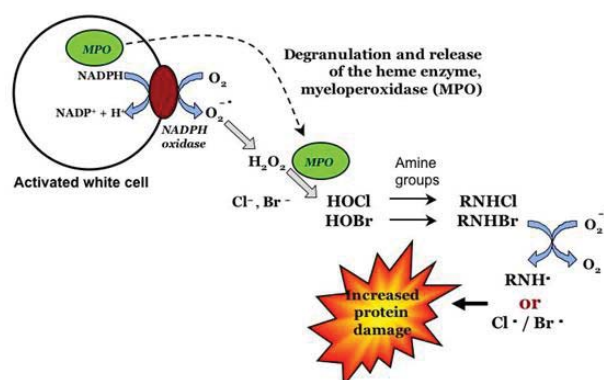 MPO
NADPH
NADP⁺ + H⁺
O₂
O₂⁻•
NADPH
oxidase
Activated white cell
Degranulation and release
of the heme enzyme,
myeloperoxidase (MPO)
H₂O₂
MPO
Cl⁻, Br⁻
HOCl
HOBr
Amine
groups
RNHCl
RNHBr
O₂⁻
O₂
RNH•
or
Cl•/Br•
Increased
protein
damage